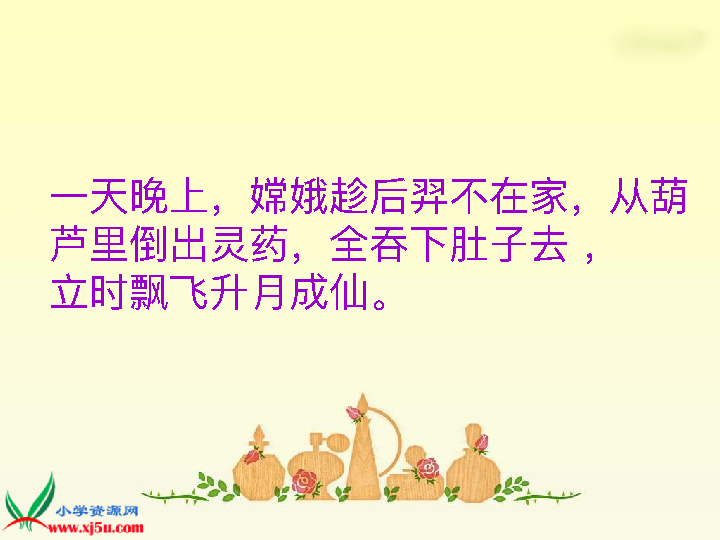 一天晚上，嫦娥趁后羿不在家，从葫
芦里倒出灵药，全吞下肚子去，
立时飘飞升月成仙。
小学资源网
www.xj5u.com